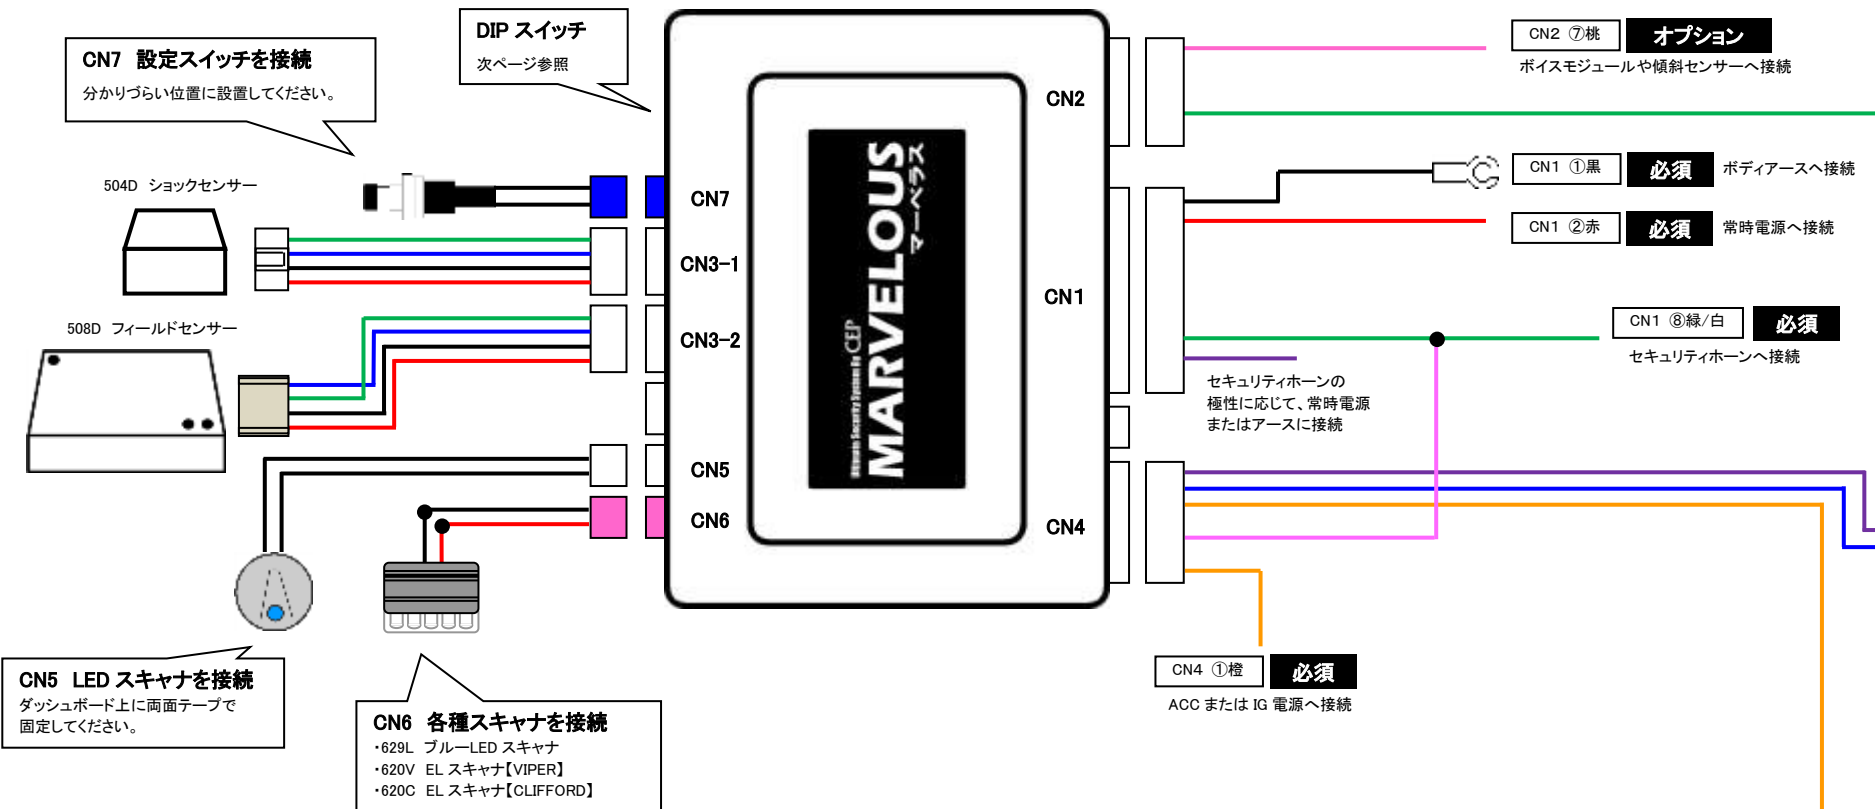 CN7 設定スイッチを接続
分かりづらい位置に設置してください。
DIP スイッチ
次ページ参照
504D ショックセンサー
508D フィールドセンサー
CN7
CN3-1
CN3-2
CN5
CN6
MARVELOUS
マーベラス
Security System By CEP
CN2
CN1
CN4
CN2 ⑦桃
オプション
ボイスモジュールや傾斜センサーへ接続
CN1 ①黒
必須
ボディアースへ接続
CN1 ②赤
必須
常時電源へ接続
CN1 ⑧緑/白
必須
セキュリティホーンへ接続
セキュリティホーンの
極性に応じて、常時電源
またはアースに接続
CN4 ①橙
必須
ACC または IG 電源へ接続
CN5 LED スキャナを接続
ダッシュボード上に両面テープで
固定してください。
CN6 各種スキャナを接続
・629L ブルーLED スキャナ
・620V EL スキャナ【VIPER】
・620C EL スキャナ【CLIFFORD】